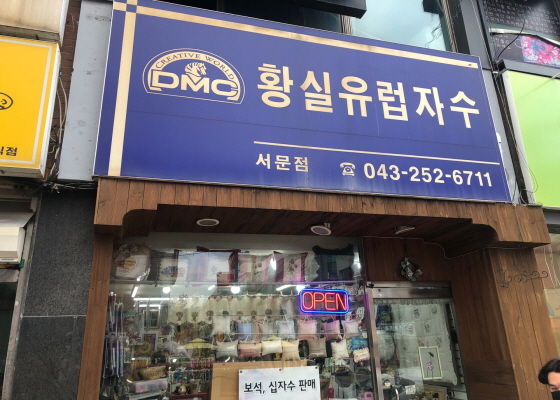 CREATIVE WORLD
DMC
황실유럽자수
서문점 ☎ 043-252-6711
OPEN
보석, 십자수 판매